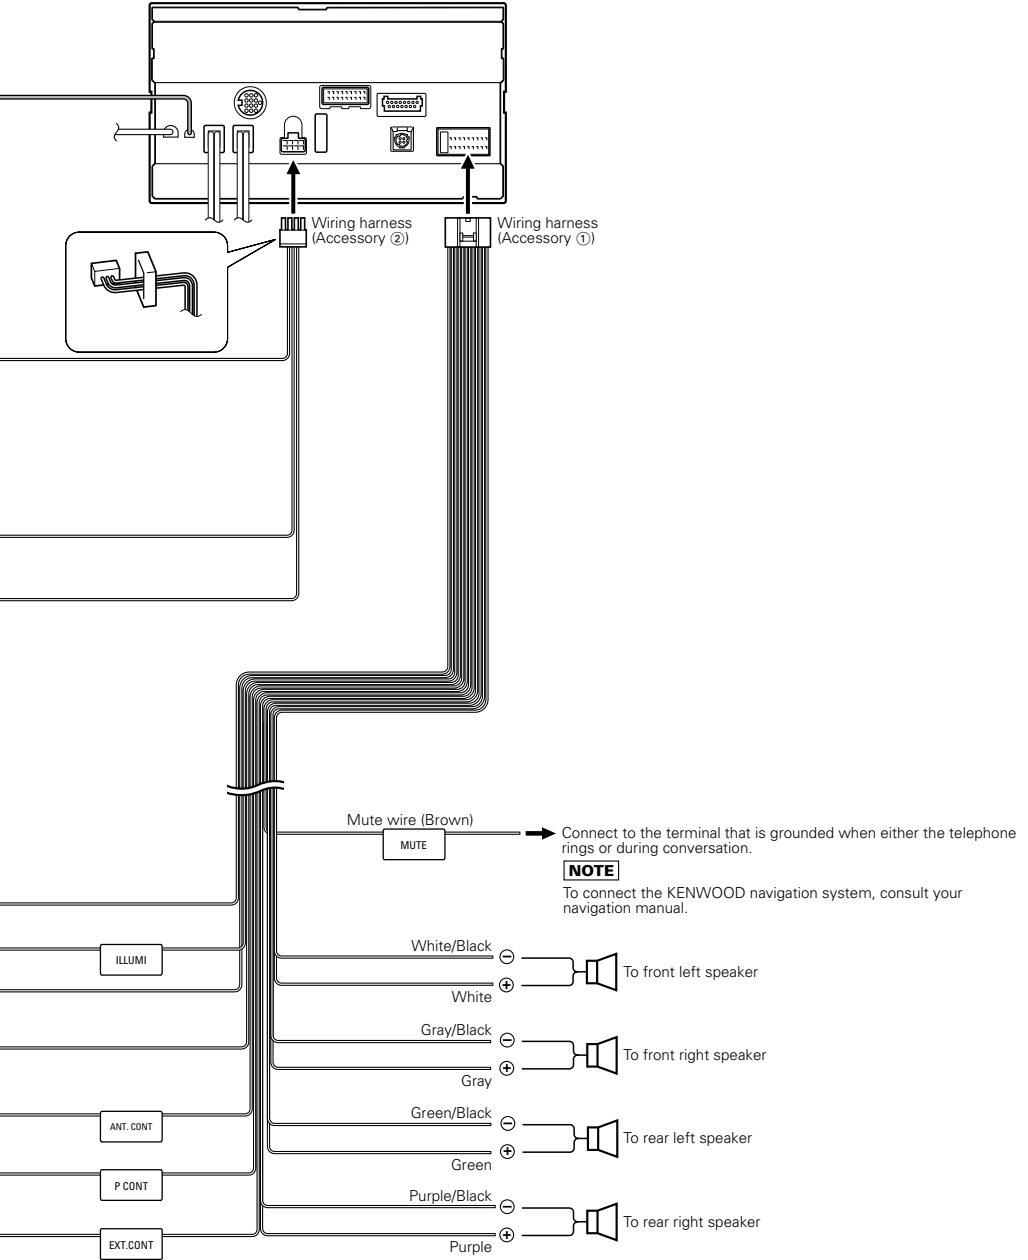 Wiring harness
(Accessory ②)
Wiring harness
(Accessory ①)
Mute wire (Brown)
MUTE
Connect to the terminal that is grounded when either the telephone
rings or during conversation.
NOTE
To connect the KENWOOD navigation system, consult your
navigation manual.
ILLUMI
White/Black
⊖
To front left speaker
⊕
White
Gray/Black
⊖
To front right speaker
⊕
Gray
ANT. CONT
Green/Black
⊖
To rear left speaker
⊕
Green
P CONT
Purple/Black
⊖
To rear right speaker
⊕
Purple
EXT.CONT